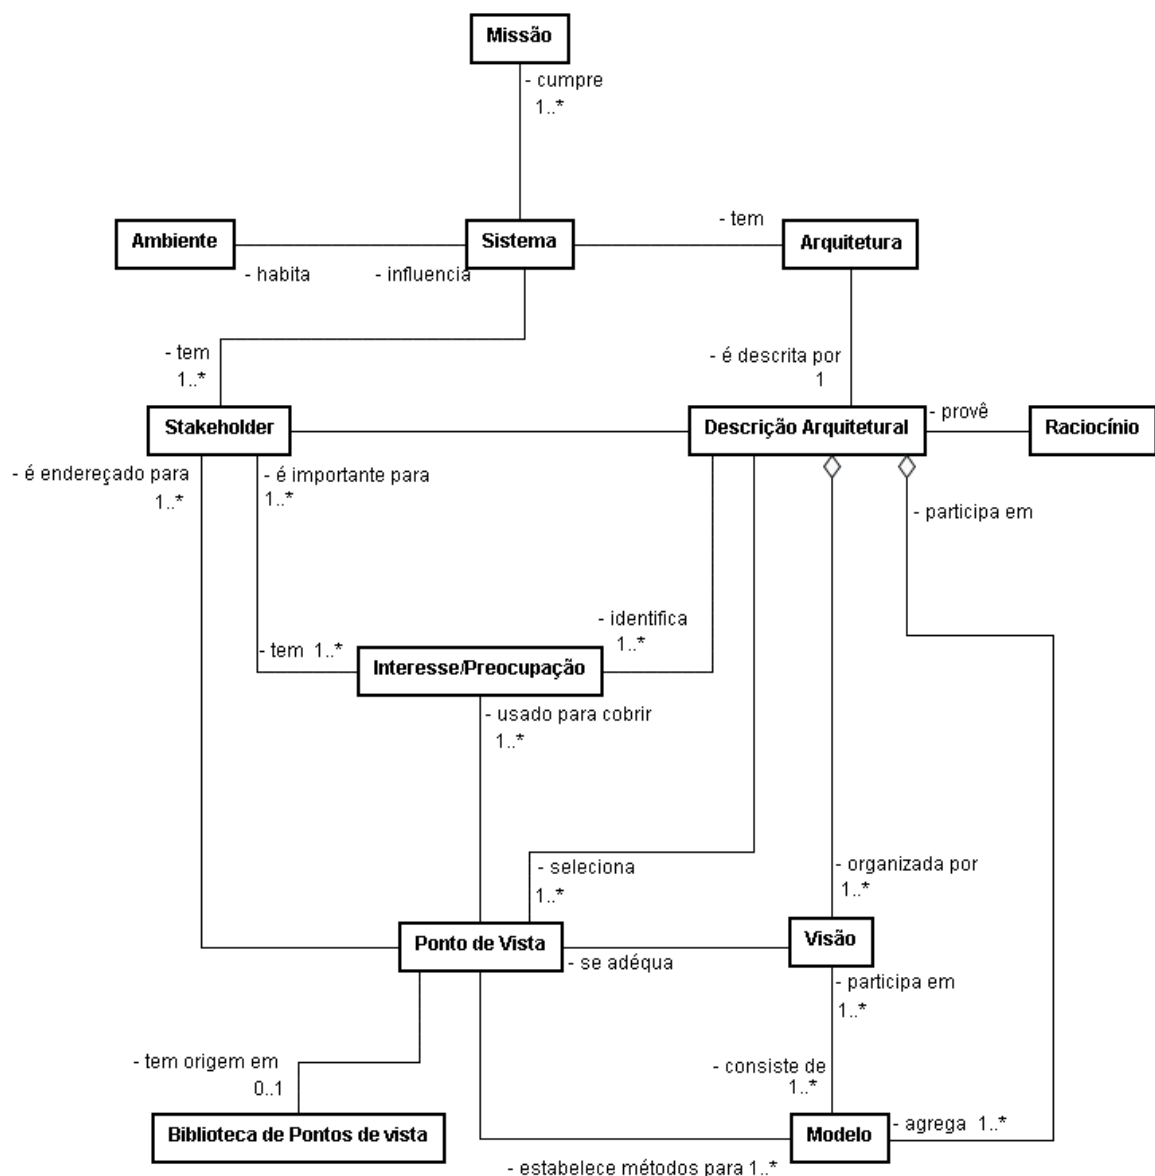 Missão
- cumpre
1..*
- tem
Ambiente
Sistema
Arquitetura
- habita
- influencia
- tem
1..*
- é descrita por
1
Stakeholder
Descrição Arquitetural
- provê
Raciocínio
- é endereçado para
1..*
- é importante para
1..*
- participa em
- identifica
1..*
- tem 1..*
Interesse/Preocupação
- usado para cobrir
1..*
- seleciona
1..*
- organizada por
1..*
Ponto de Vista
Visão
- se adéqua
- participa em
1..*
- tem origem em
0..1
- consiste de
1..*
Biblioteca de Pontos de vista
Modelo
- agrega 1..*
- estabelece métodos para 1..*